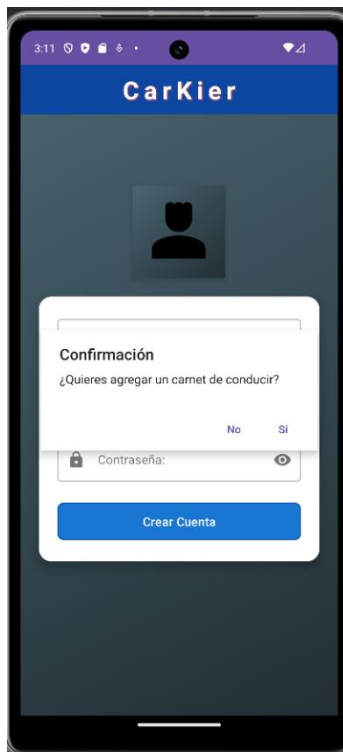 3:11
CarKier
Confirmación
¿Quieres agregar un carnet de conducir?
No Sí
Contraseña:
Crear Cuenta